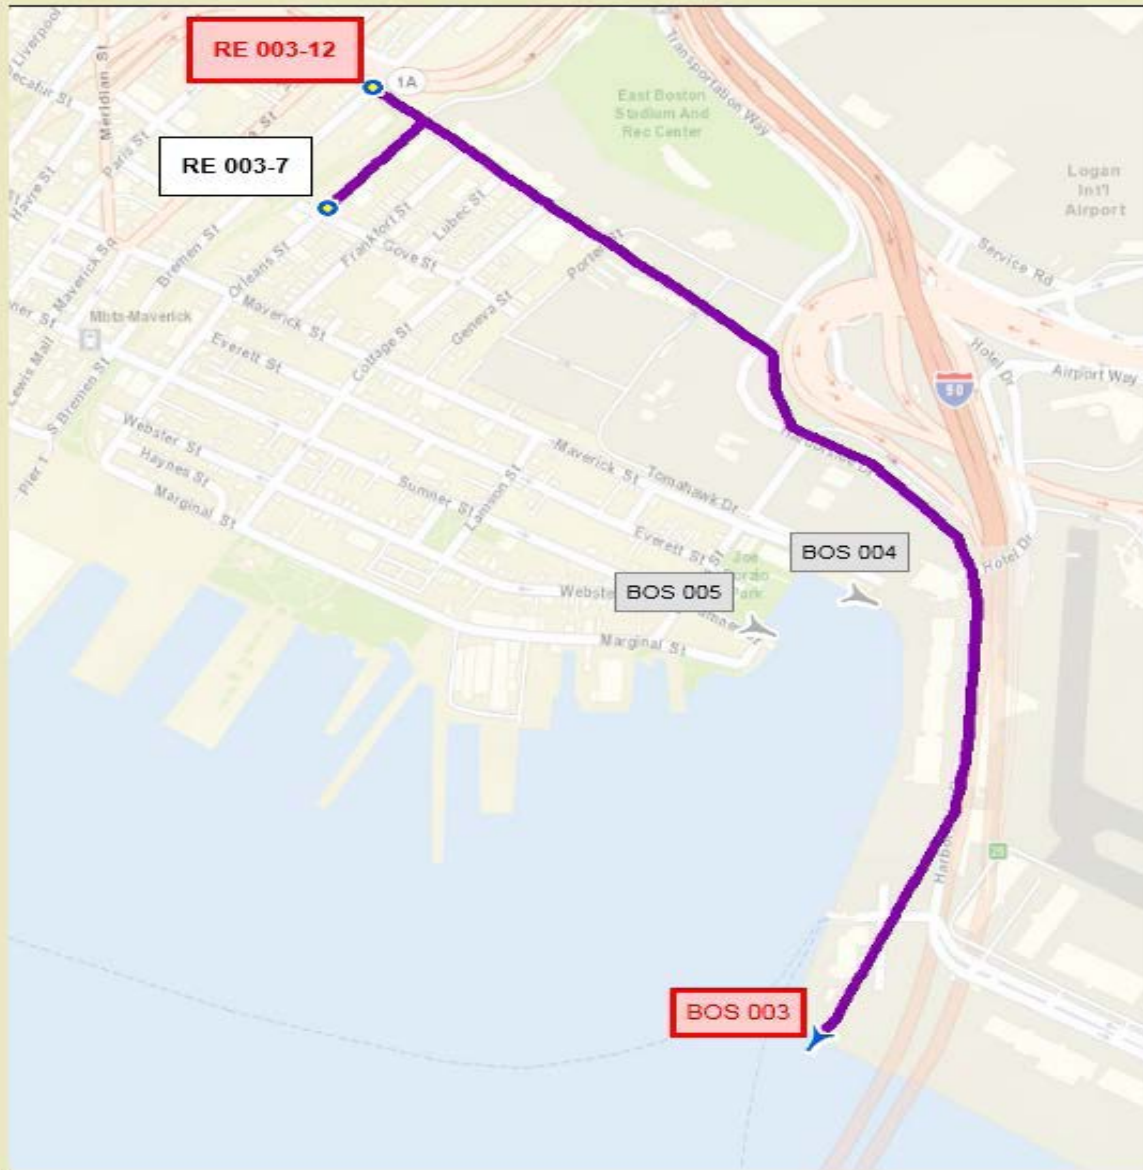 Liverpool
Decatur St
Meridian St
RE 003-12
1A
Transportation Way
East Boston
Stadium And
Rec Center
Paris St
Havre St
RE 003-7
Logan
Int'l
Airport
Frankfort St
Lubec St
Gove St
Porter St
Service Rd
Bremen St
Orleans St
Maverick Sq
Mbta-Maverick
Maverick St
Geneva St
Everett St
Cottage St
Lewis Mall
S Bremen St
Hotel Dr
Airport Way
90
Webster St
Haynes St
Marginal St
Pier 1
Sumner St
Lamson St
Maverick St
Tomahawk Dr
Harborside Dr
Everett St
BOS 004
Hotel Dr
BOS 005
Marginal St
25
BOS 003